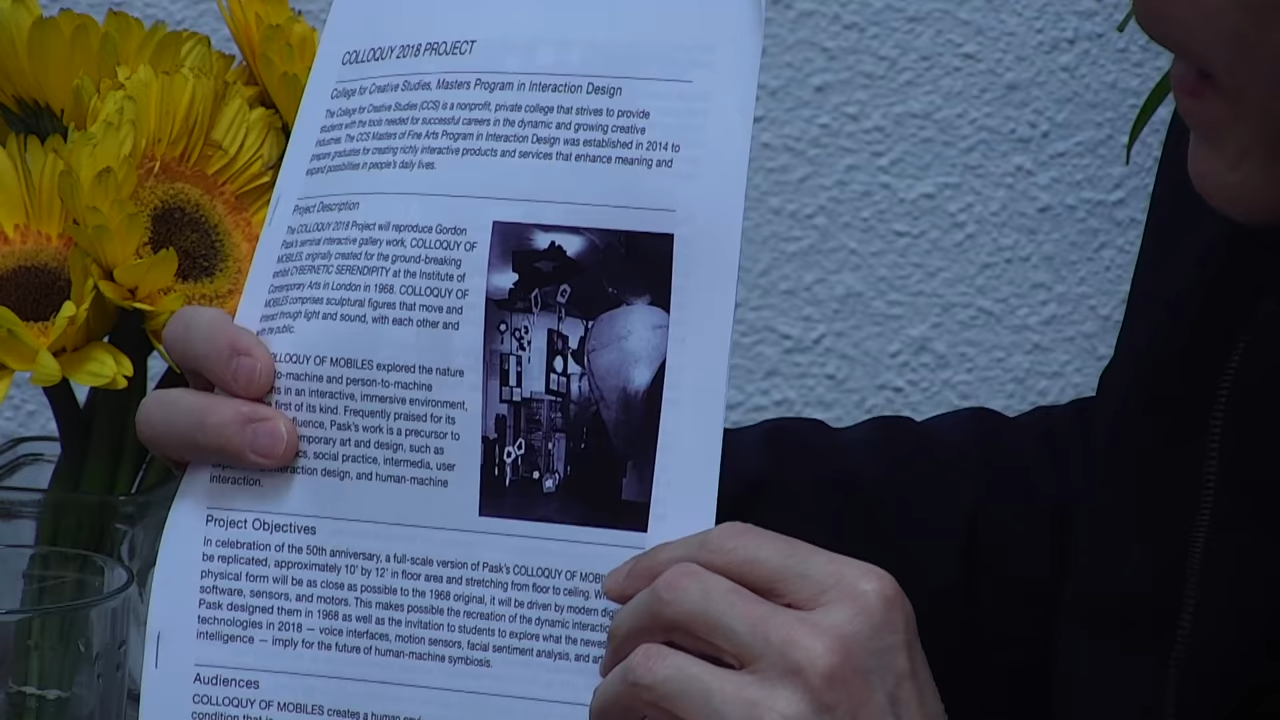 COLLOQUY 2018 PROJECT
College for Creative Studies, Masters Program in Interaction Design
The College for Creative Studies (CCS) is a nonprofit, private college that strives to provide
students with the tools needed for successful careers in the dynamic and growing creative
industries. The CCS Masters of Fine Arts Program in Interaction Design was established in 2014 to
prepare graduates for creating richly interactive products and services that enhance meaning and
expand possibilities in people's daily lives.
Project Description
The COLLOQUY 2018 Project will reproduce Gordon
Pask's seminal interactive gallery work, COLLOQUY OF
MOBILES, originally created for the ground-breaking
exhibit CYBERNETIC SERENDIPITY at the Institute of
Contemporary Arts in London in 1968. COLLOQUY OF
MOBILES comprises sculptural figures that move and
interact through light and sound, with each other and
with the public.
OLLOQUY OF MOBILES explored the nature
to-machine and person-to-machine
ns in an interactive, immersive environment,
first of its kind. Frequently praised for its
fluence, Pask's work is a precursor to
mporary art and design, such as
cs, social practice, intermedia, user
eraction design, and human-machine
interaction.
Project Objectives
In celebration of the 50th anniversary, a full-scale version of Pask's COLLOQUY OF MOBI
be replicated, approximately 10' by 12' in floor area and stretching from floor to ceiling. W
physical form will be as close as possible to the 1968 original, it will be driven by modern digi
software, sensors, and motors. This makes possible the recreation of the dynamic interactio
Pask designed them in 1968 as well as the invitation to students to explore what the newes
technologies in 2018 — voice interfaces, motion sensors, facial sentiment analysis, and ar
intelligence — imply for the future of human-machine symbiosis.
Audiences
COLLOQUY OF MOBILES creates a human
condition that